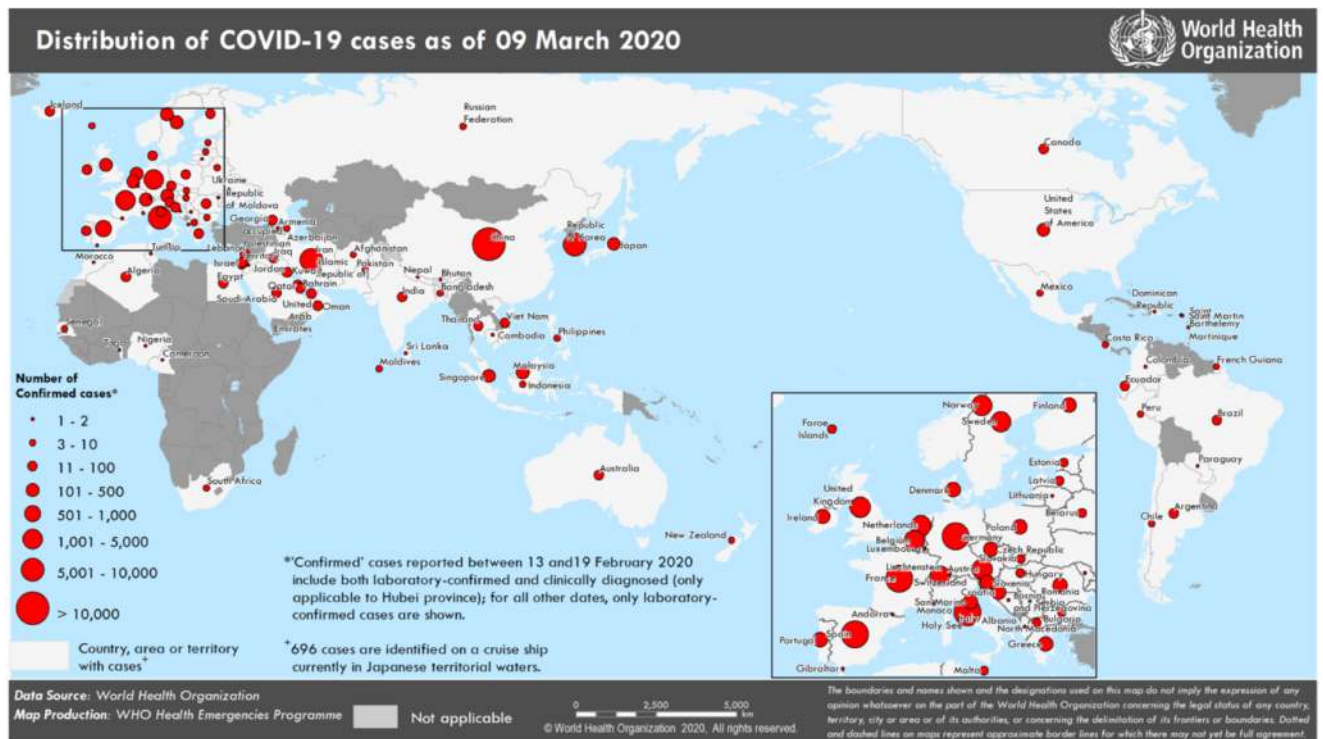 Distribution of COVID-19 cases as of 09 March 2020
World Health
Organization
Iceland
Russian
Federation
Ukraine
Republic
of Moldova
Georgia
Armenia
Azerbaijan
Lebanon
Palestinian
Israel
Iraq
Iran
Islamic
Republic of
Jordan
Kuwait
Afghanistan
Pakistan
Tunisia
Morocco
Algeria
Egypt
Qatar
Bahrain
Saudi Arabia
United
Arab
Emirates
Oman
China
Republic
Korea
Japan
Nepal
Bhutan
Bangladesh
India
Thailand
Viet Nam
Cambodia
Philippines
Sri Lanka
Maldives
Malaysia
Singapore
Indonesia
Senegal
Togo
Nigeria
Cameroon
South Africa
Australia
New Zealand
Canada
United
States
of America
Mexico
Dominican
Republic
Saint
Saint Martin
Barthelemy
Martinique
Costa Rica
Colombia
French Guiana
Ecuador
Peru
Brazil
Paraguay
Chile
Argentina
Number of
Confirmed cases*
1 - 2
3 - 10
11 - 100
101 - 500
501 - 1,000
1,001 - 5,000
5,001 - 10,000
> 10,000
Country, area or territory
with cases+
*'Confirmed' cases reported between 13 and19 February 2020
include both laboratory-confirmed and clinically diagnosed (only
applicable to Hubei province); for all other dates, only laboratory-
confirmed cases are shown.
+696 cases are identified on a cruise ship
currently in Japanese territorial waters.
Norway
Sweden
Finland
Faroe
Islands
Estonia
Latvia
Lithuania
Belarus
Denmark
United
Kingdom
Ireland
Netherlands
Belgium
Luxembourg
Germany
Poland
Czech Republic
Slovakia
Liechtenstein
Austria
Hungary
France
Switzerland
Slovenia
Croatia
Romania
San Marino
Monaco
Bosnia
and Herzegovina
Serbia
Andorra
Italy
Holy See
Albania
Bulgaria
North Macedonia
Portugal
Spain
Greece
Gibraltar
Malta
Data Source: World Health Organization
Map Production: WHO Health Emergencies Programme
Not applicable
0 2,500 5,000
km
© World Health Organization 2020, All rights reserved.
The boundaries and names shown and the designations used on this map do not imply the expression of any
opinion whatsoever on the part of the World Health Organization concerning the legal status of any country,
territory, city or area or of its authorities, or concerning the delimitation of its frontiers or boundaries. Dotted
and dashed lines on maps represent approximate border lines for which there may not yet be full agreement.